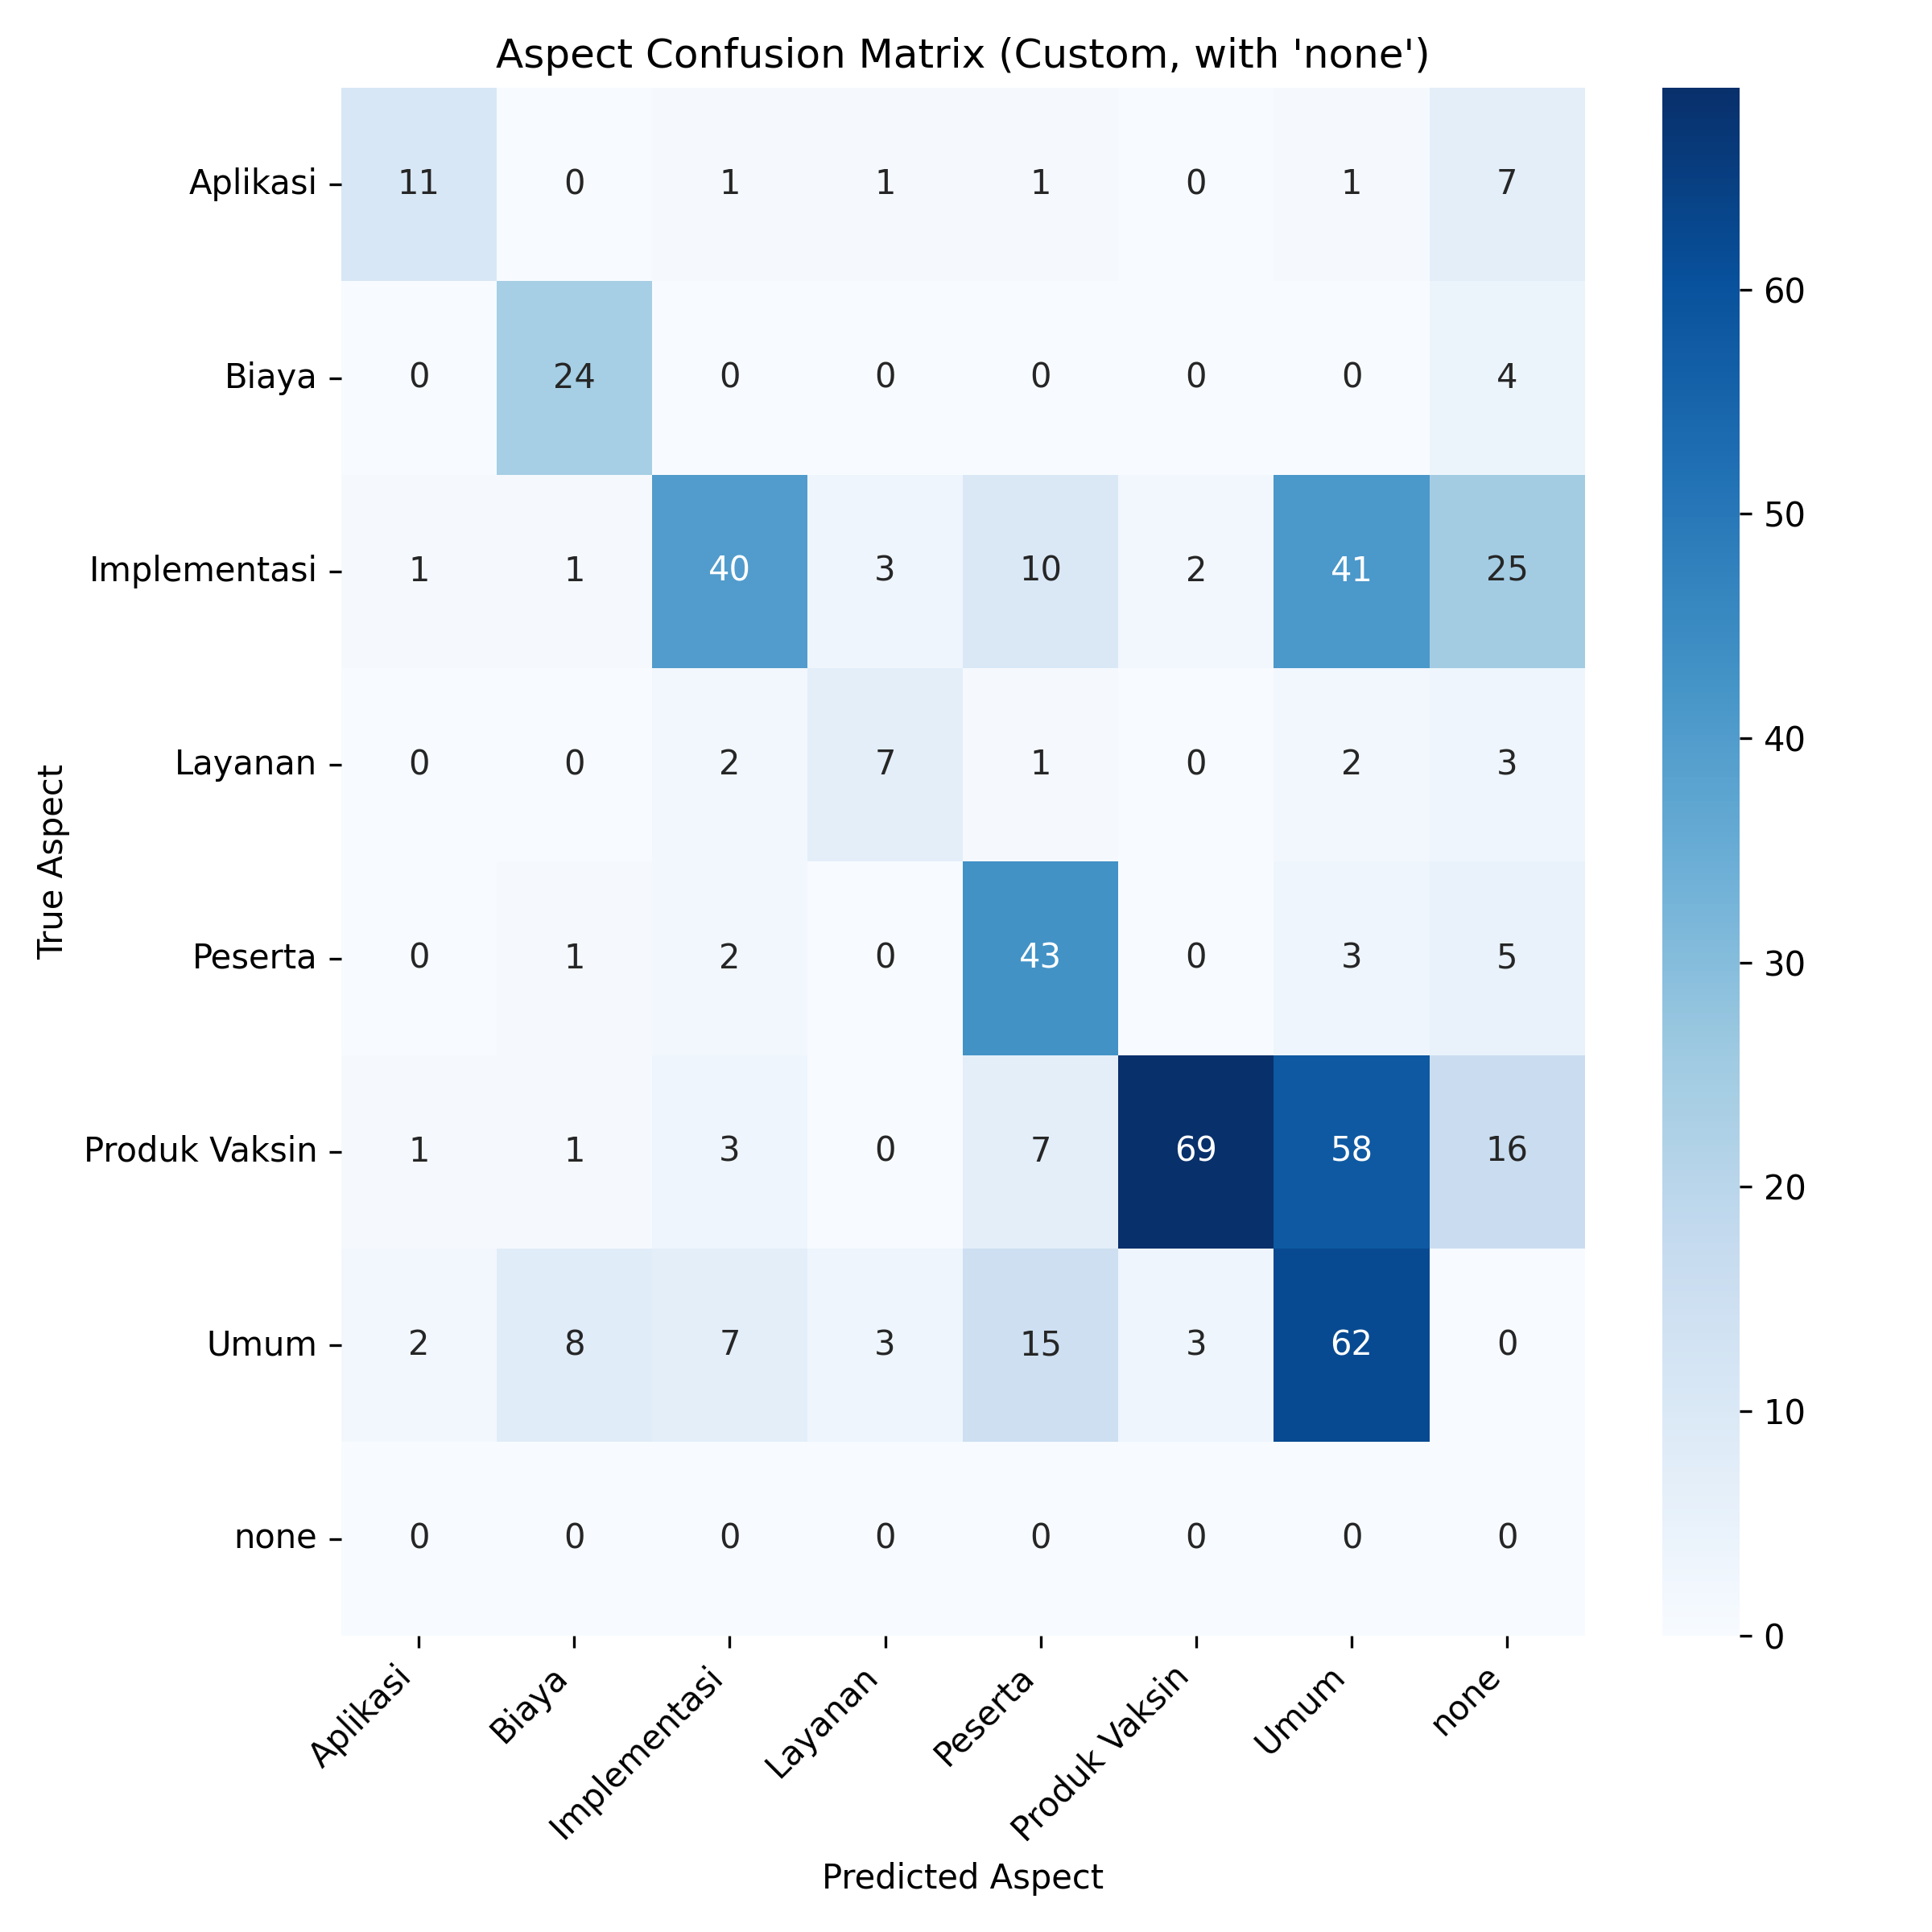 Aspect Confusion Matrix (Custom, with 'none')
Aplikasi 11 0 1 1 1 0 1 7
Biaya 0 24 0 0 0 0 0 4
Implementasi 1 1 40 3 10 2 41 25
Layanan 0 0 2 7 1 0 2 3
Peserta 0 1 2 0 43 0 3 5
Produk Vaksin 1 1 3 0 7 69 58 16
Umum 2 8 7 3 15 3 62 0
none 0 0 0 0 0 0 0 0
True Aspect
Aplikasi Biaya Implementasi Layanan Peserta Produk Vaksin Umum none
Predicted Aspect
60
50
40
30
20
10
0